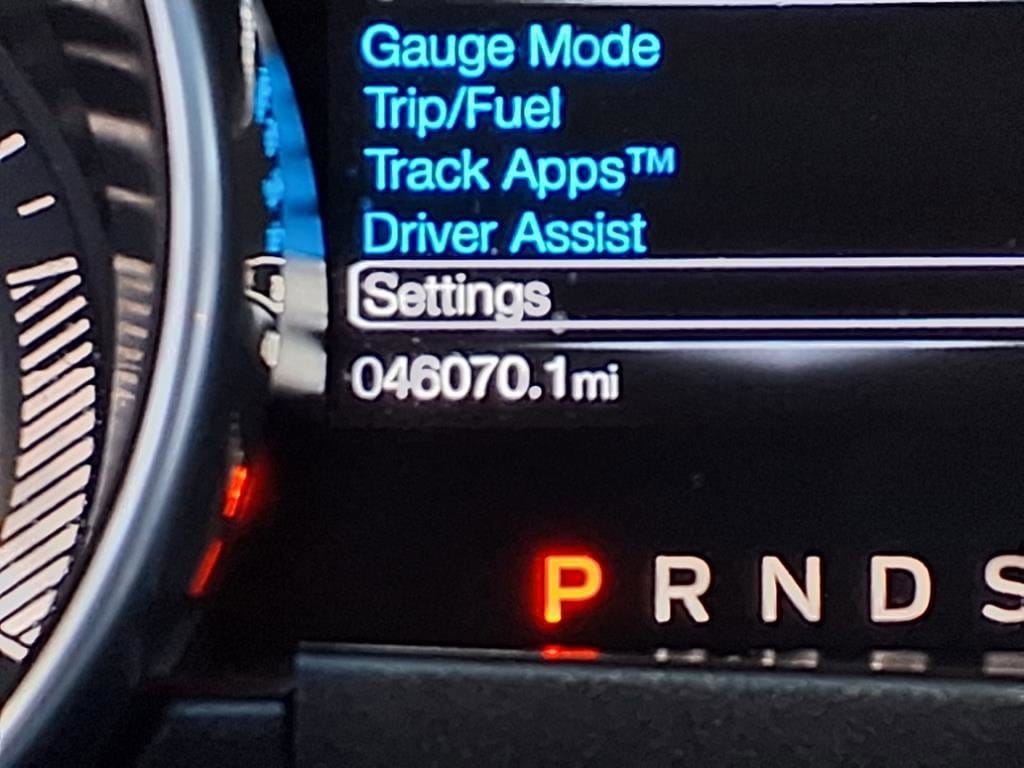 Gauge Mode
Trip/Fuel
Track Apps™
Driver Assist
Settings
046070.1mi
P R N D S